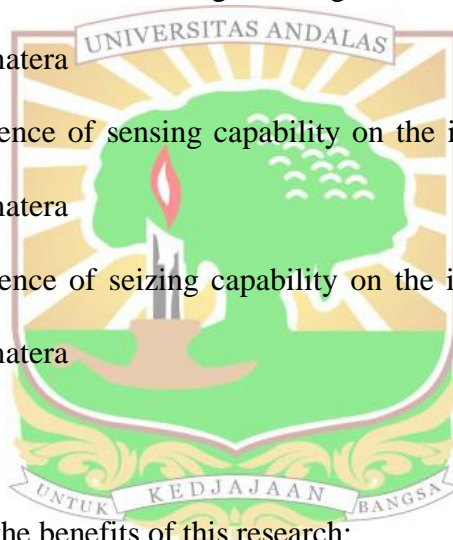 UNIVERSITAS ANDALAS
natera
ence of sensing capability on the i
natera
ence of seizing capability on the i
natera
UNTUK KEDJAJAAN BANGSA
the benefits of this research: